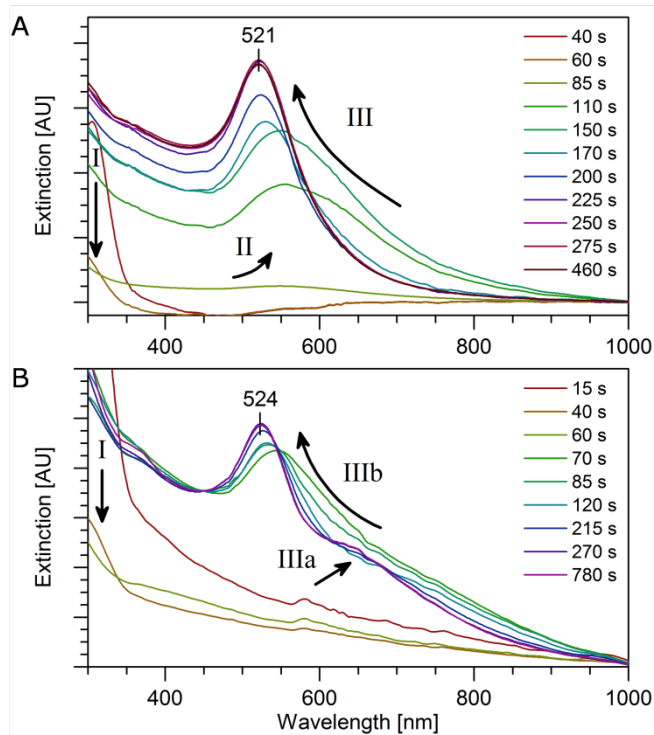 A
521
I
II
III
40 s
60 s
85 s
110 s
150 s
170 s
200 s
225 s
250 s
275 s
460 s
Extinction [AU]
400 600 800 1000
B
524
I
IIIa
IIIb
15 s
40 s
60 s
70 s
85 s
120 s
215 s
270 s
780 s
Extinction [AU]
400 600 800 1000
Wavelength [nm]